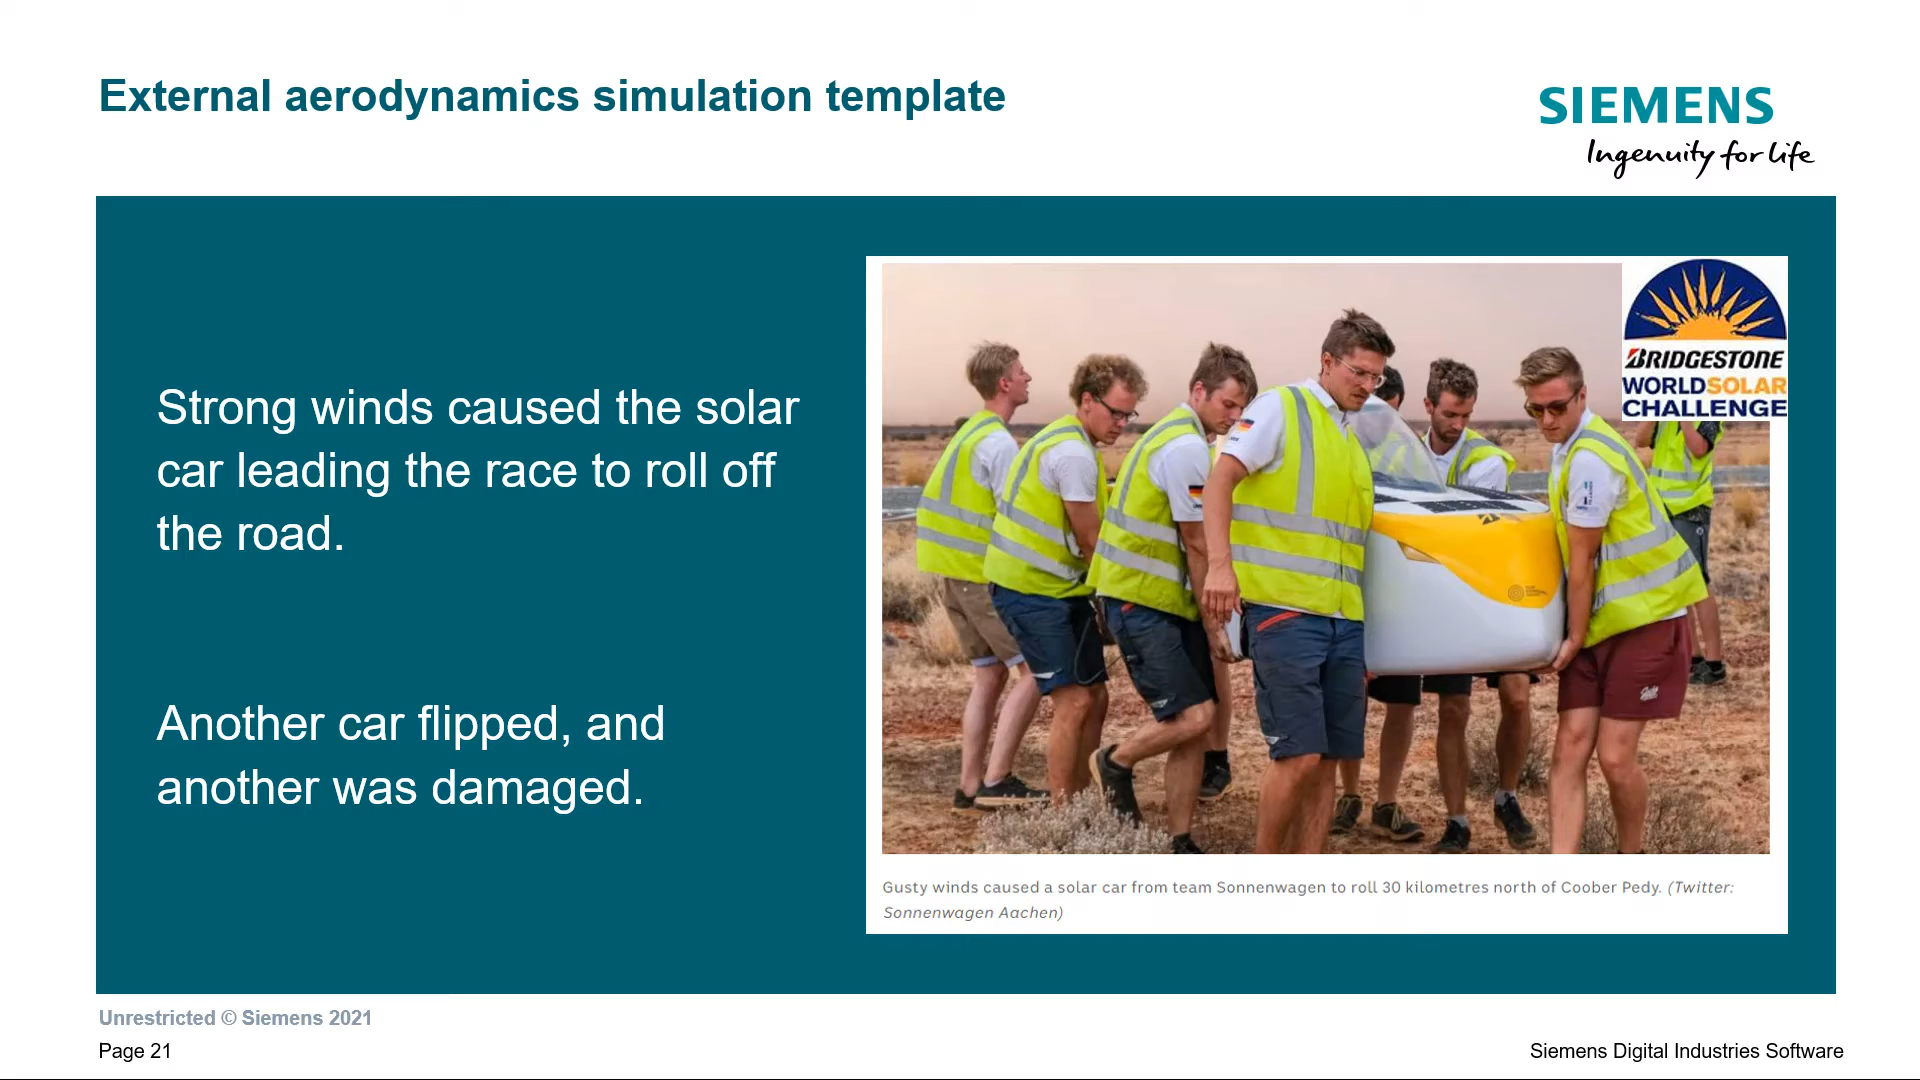 External aerodynamics simulation template
SIEMENS
Ingenuity for life
Strong winds caused the solar
car leading the race to roll off
the road.
Another car flipped, and
another was damaged.
BRIDGESTONE
WORLDSOLAR
CHALLENGE
Gusty winds caused a solar car from team Sonnenwagen to roll 30 kilometres north of Coober Pedy. (Twitter:
Sonnenwagen Aachen)
Unrestricted © Siemens 2021
Page 21
Siemens Digital Industries Software